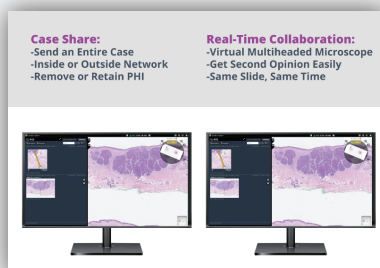 Case Share:
-Send an Entire Case
-Inside or Outside Network
-Remove or Retain PHI
Real-Time Collaboration:
-Virtual Multiheaded Microscope
-Get Second Opinion Easily
-Same Slide, Same Time